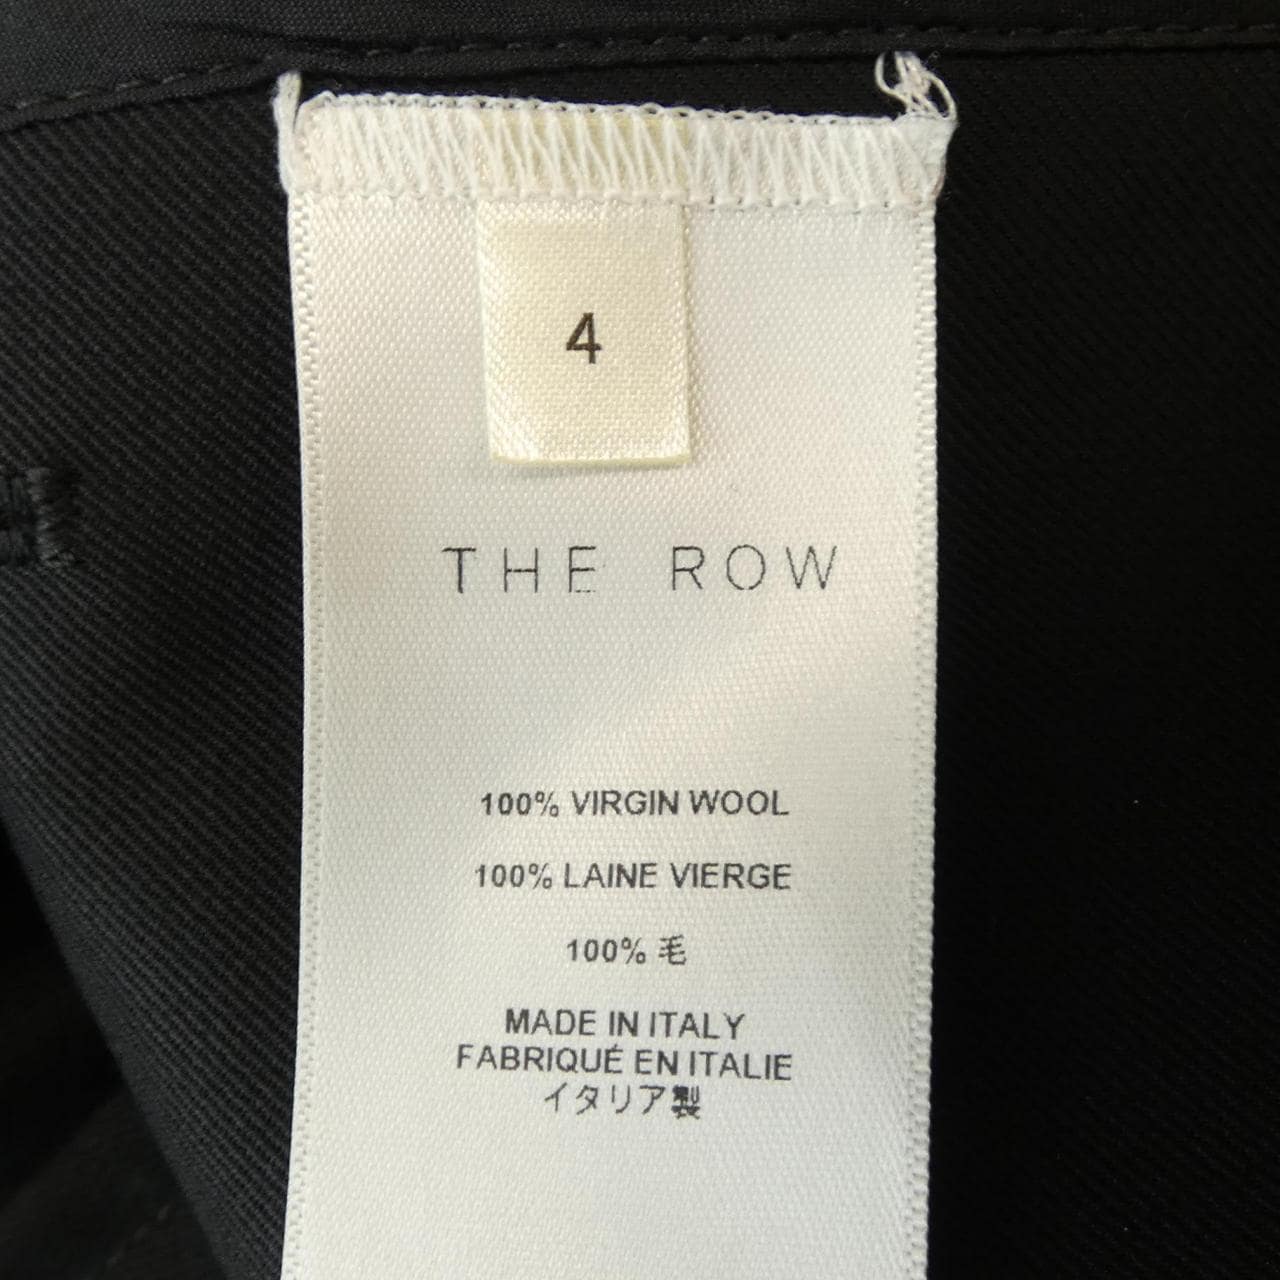 4
THE ROW
100% VIRGIN WOOL
100% LAINE VIERGE
100% 毛
MADE IN ITALY
FABRIQUÉ EN ITALIE
イタリア製